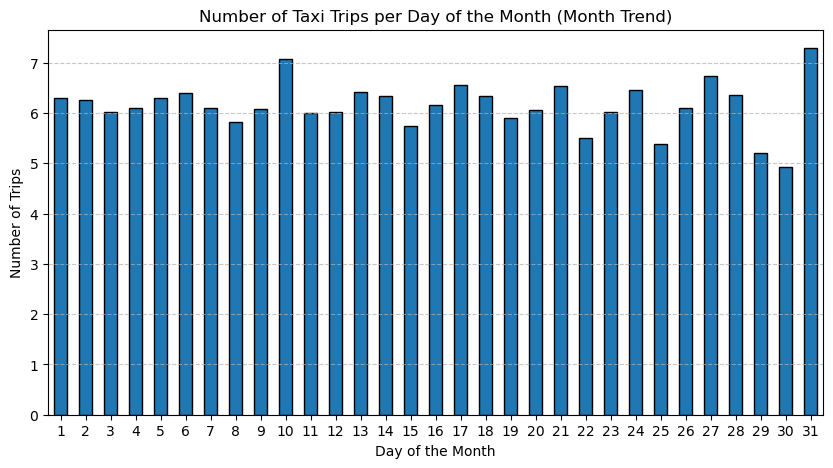 Number of Taxi Trips per Day of the Month (Month Trend)
Number of Trips
7
6
5
4
3
2
1
0
1 2 3 4 5 6 7 8 9 10 11 12 13 14 15 16 17 18 19 20 21 22 23 24 25 26 27 28 29 30 31
Day of the Month